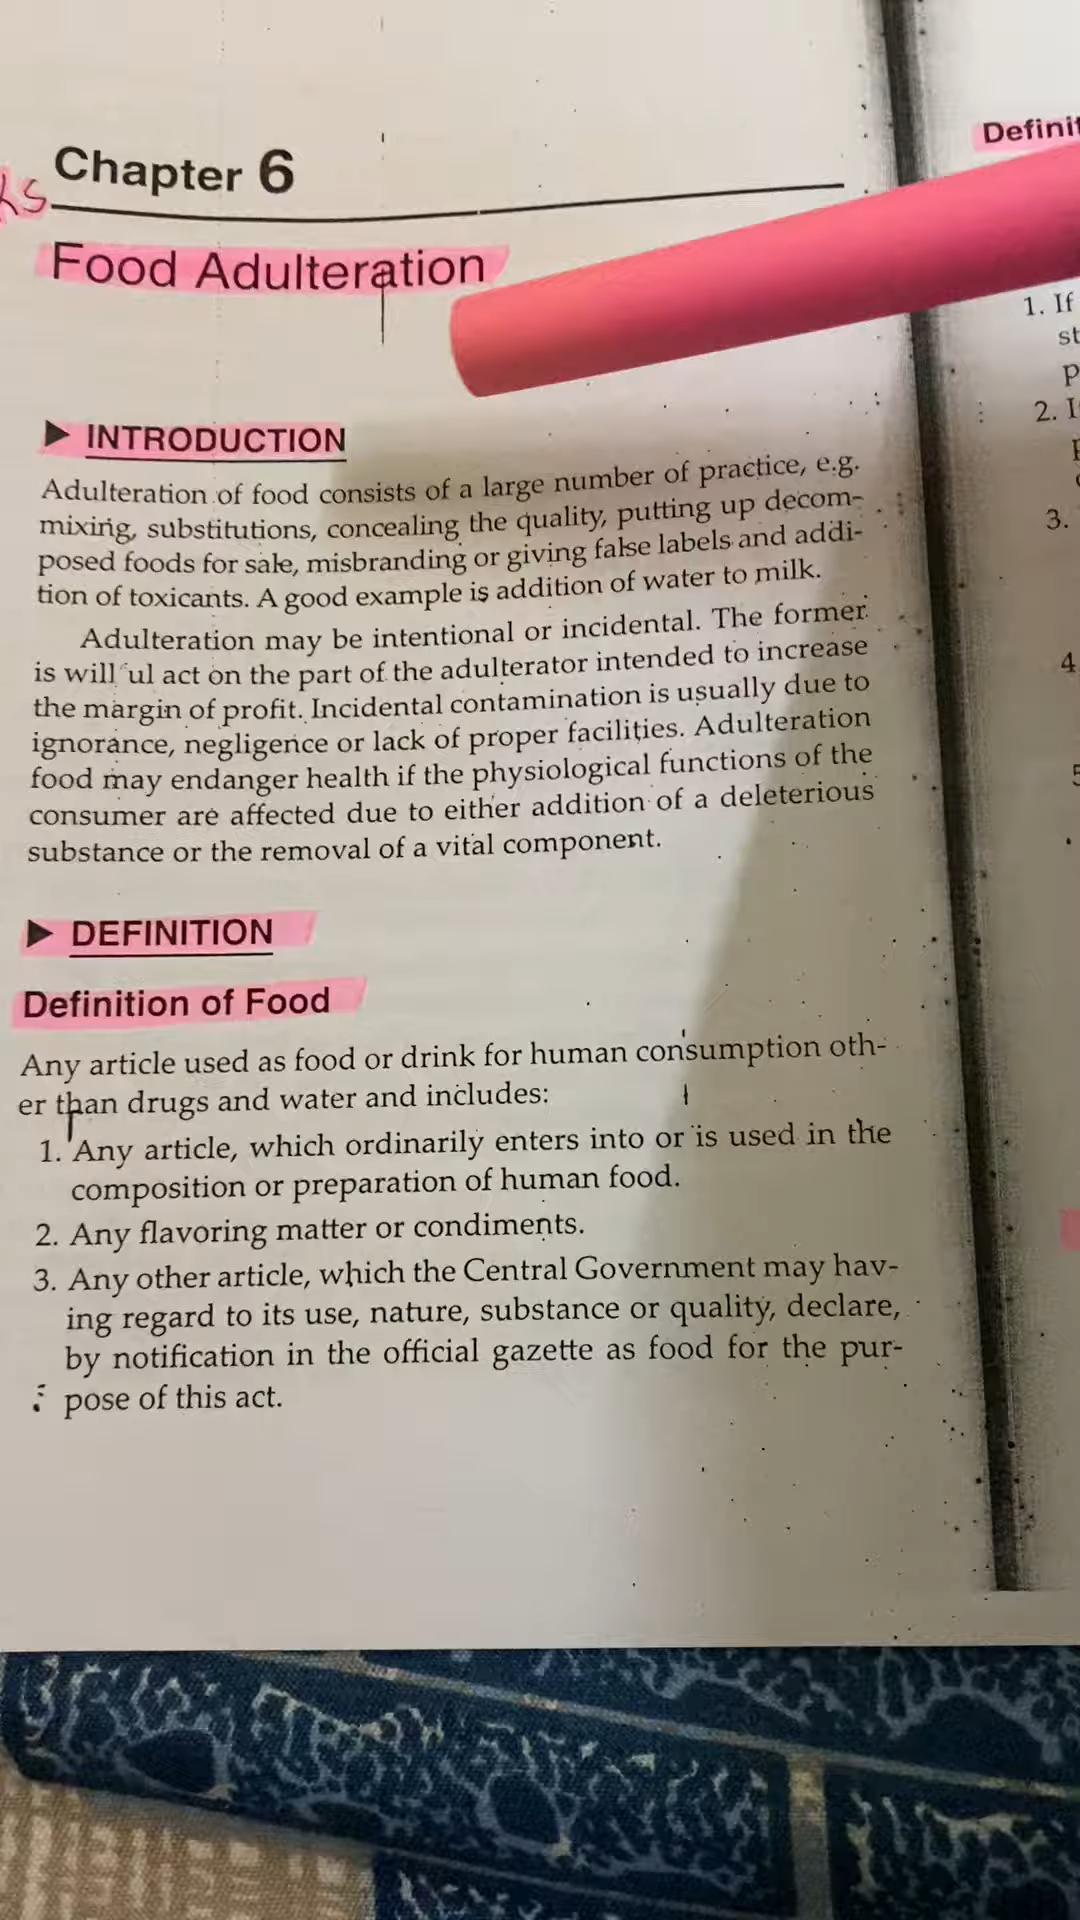 Chapter 6
Food Adulteration
INTRODUCTION
Adulteration of food consists of a large number of practice, e.g.
mixing, substitutions, concealing the quality, putting up decom-
posed foods for sale, misbranding or giving false labels and addi-
tion of toxicants. A good example is addition of water to milk.
Adulteration may be intentional or incidental. The former
is will ul act on the part of the adulterator intended to increase
the margin of profit. Incidental contamination is usually due to
ignorance, negligence or lack of proper facilities. Adulteration
food may endanger health if the physiological functions of the
consumer are affected due to either addition of a deleterious
substance or the removal of a vital component.
DEFINITION
Definition of Food
Any article used as food or drink for human consumption oth-
er than drugs and water and includes:
1. Any article, which ordinarily enters into or is used in the
composition or preparation of human food.
2. Any flavoring matter or condiments.
3. Any other article, which the Central Government may hav-
ing regard to its use, nature, substance or quality, declare,
by notification in the official gazette as food for the pur-
pose of this act.
1. If
st
p
2. I
3.
4
5